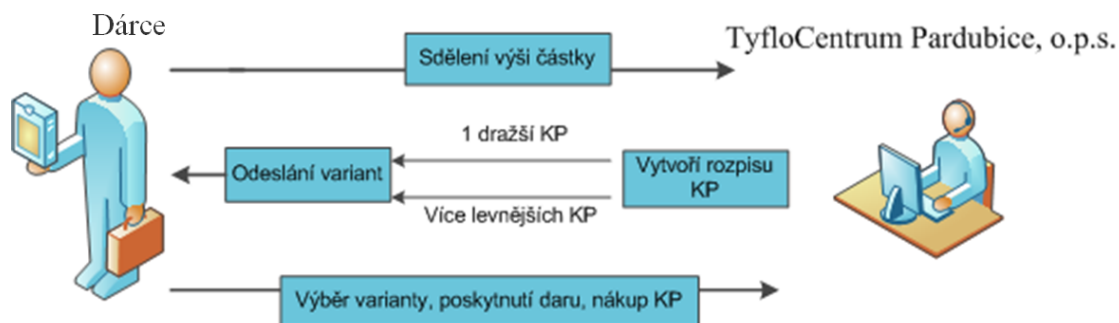 Dárce
TyfloCentrum Pardubice, o.p.s.
Sdělení výši částky
1 dražší KP
Odeslání variant
Vytvoří rozpisu
KP
Více levnějších KP
Výběr varianty, poskytnutí daru, nákup KP